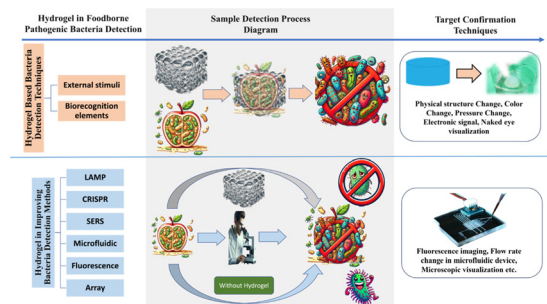 Hydrogel in Foodborne
Pathogenic Bacteria Detection
Sample Detection Process
Diagram
Target Confirmation
Techniques
Hydrogel Based Bacteria
Detection Techniques
External stimuli
Biorecognition
elements
Physical structure Change, Color
Change, Pressure Change,
Electronic signal, Naked eye
visualization
Hydrogel in Improving
Bacteria Detection Methods
LAMP
CRISPR
SERS
Microfluidic
Fluorescence
Array
Without Hydrogel
Fluorescence imaging, Flow rate
change in microfluidic device,
Microscopic visualization etc.